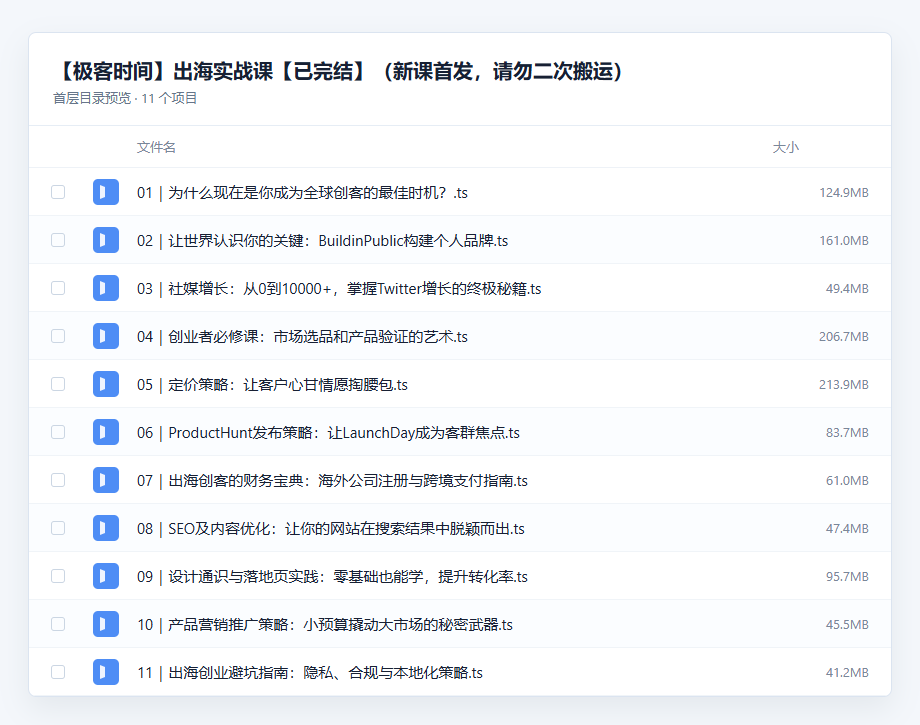 【极客时间】出海实战课【已完结】（新课首发，请勿二次搬运）
首层目录预览 · 11 个项目
文件名 大小
01 | 为什么现在是你成为全球创客的最佳时机？.ts 124.9MB
02 | 让世界认识你的关键：BuildinPublic构建个人品牌.ts 161.0MB
03 | 社媒增长：从0到10000+，掌握Twitter增长的终极秘籍.ts 49.4MB
04 | 创业者必修课：市场选品和产品验证的艺术.ts 206.7MB
05 | 定价策略：让客户心甘情愿掏腰包.ts 213.9MB
06 | ProductHunt发布策略：让LaunchDay成为客群焦点.ts 83.7MB
07 | 出海创客的财务宝典：海外公司注册与跨境支付指南.ts 61.0MB
08 | SEO及内容优化：让你的网站在搜索结果中脱颖而出.ts 47.4MB
09 | 设计通识与落地页实践：零基础也能学，提升转化率.ts 95.7MB
10 | 产品营销推广策略：小预算撬动大市场的秘密武器.ts 45.5MB
11 | 出海创业避坑指南：隐私、合规与本地化策略.ts 41.2MB